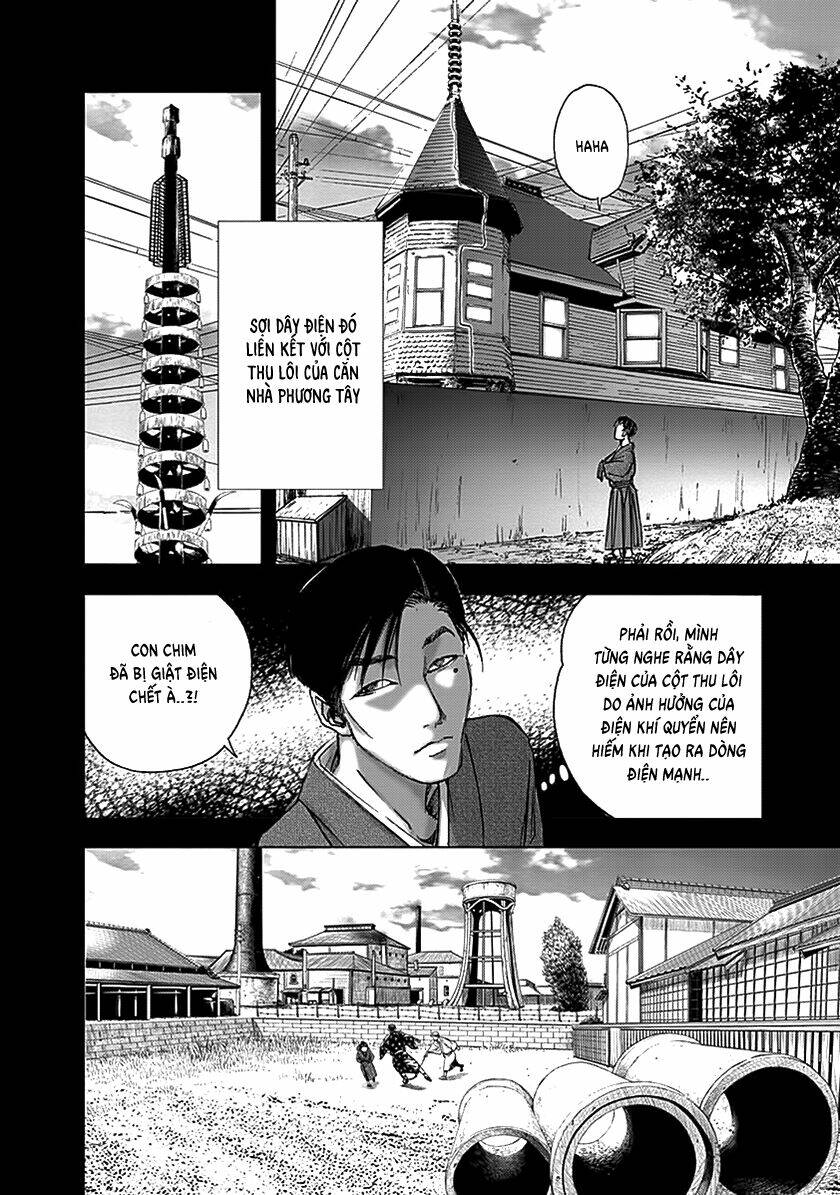 HAHA
SỢI DÂY ĐIỆN ĐÓ
LIÊN KẾT VỚI CỘT
THU LÔI CỦA CĂN
NHÀ PHƯƠNG TÂY
PHẢI RỒI, MÌNH
TỪNG NGHE RẰNG DÂY
ĐIỆN CỦA CỘT THU LÔI
DO ẢNH HƯỞNG CỦA
ĐIỆN KHÍ QUYỂN NÊN
HIẾM KHI TẠO RA DÒNG
ĐIỆN MẠNH..
CON CHIM
ĐÃ BỊ GIẬT ĐIỆN
CHẾT À..?!